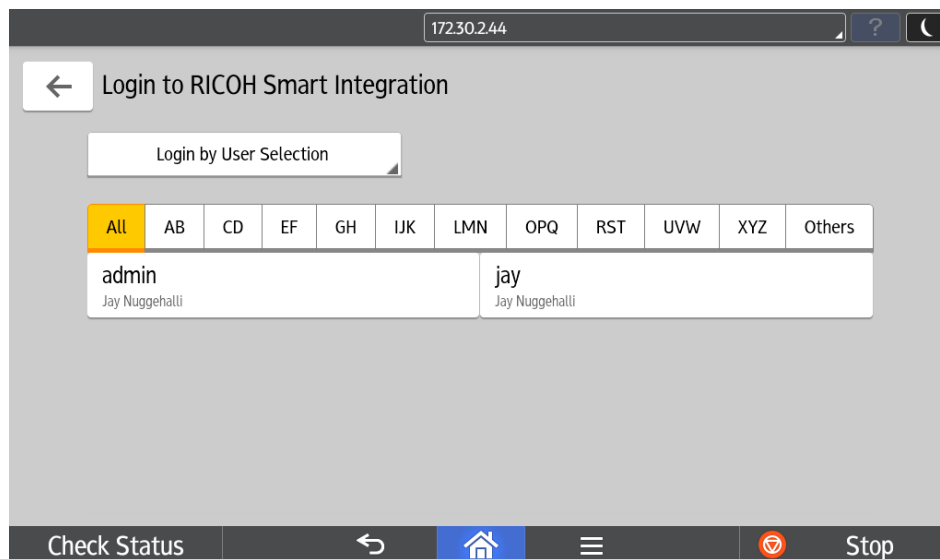 172.30.2.44 ?
Login to RICOH Smart Integration
Login by User Selection
All AB CD EF GH IJK LMN OPQ RST UVW XYZ Others
admin jay
Jay Nuggehalli Jay Nuggehalli
Check Status Stop